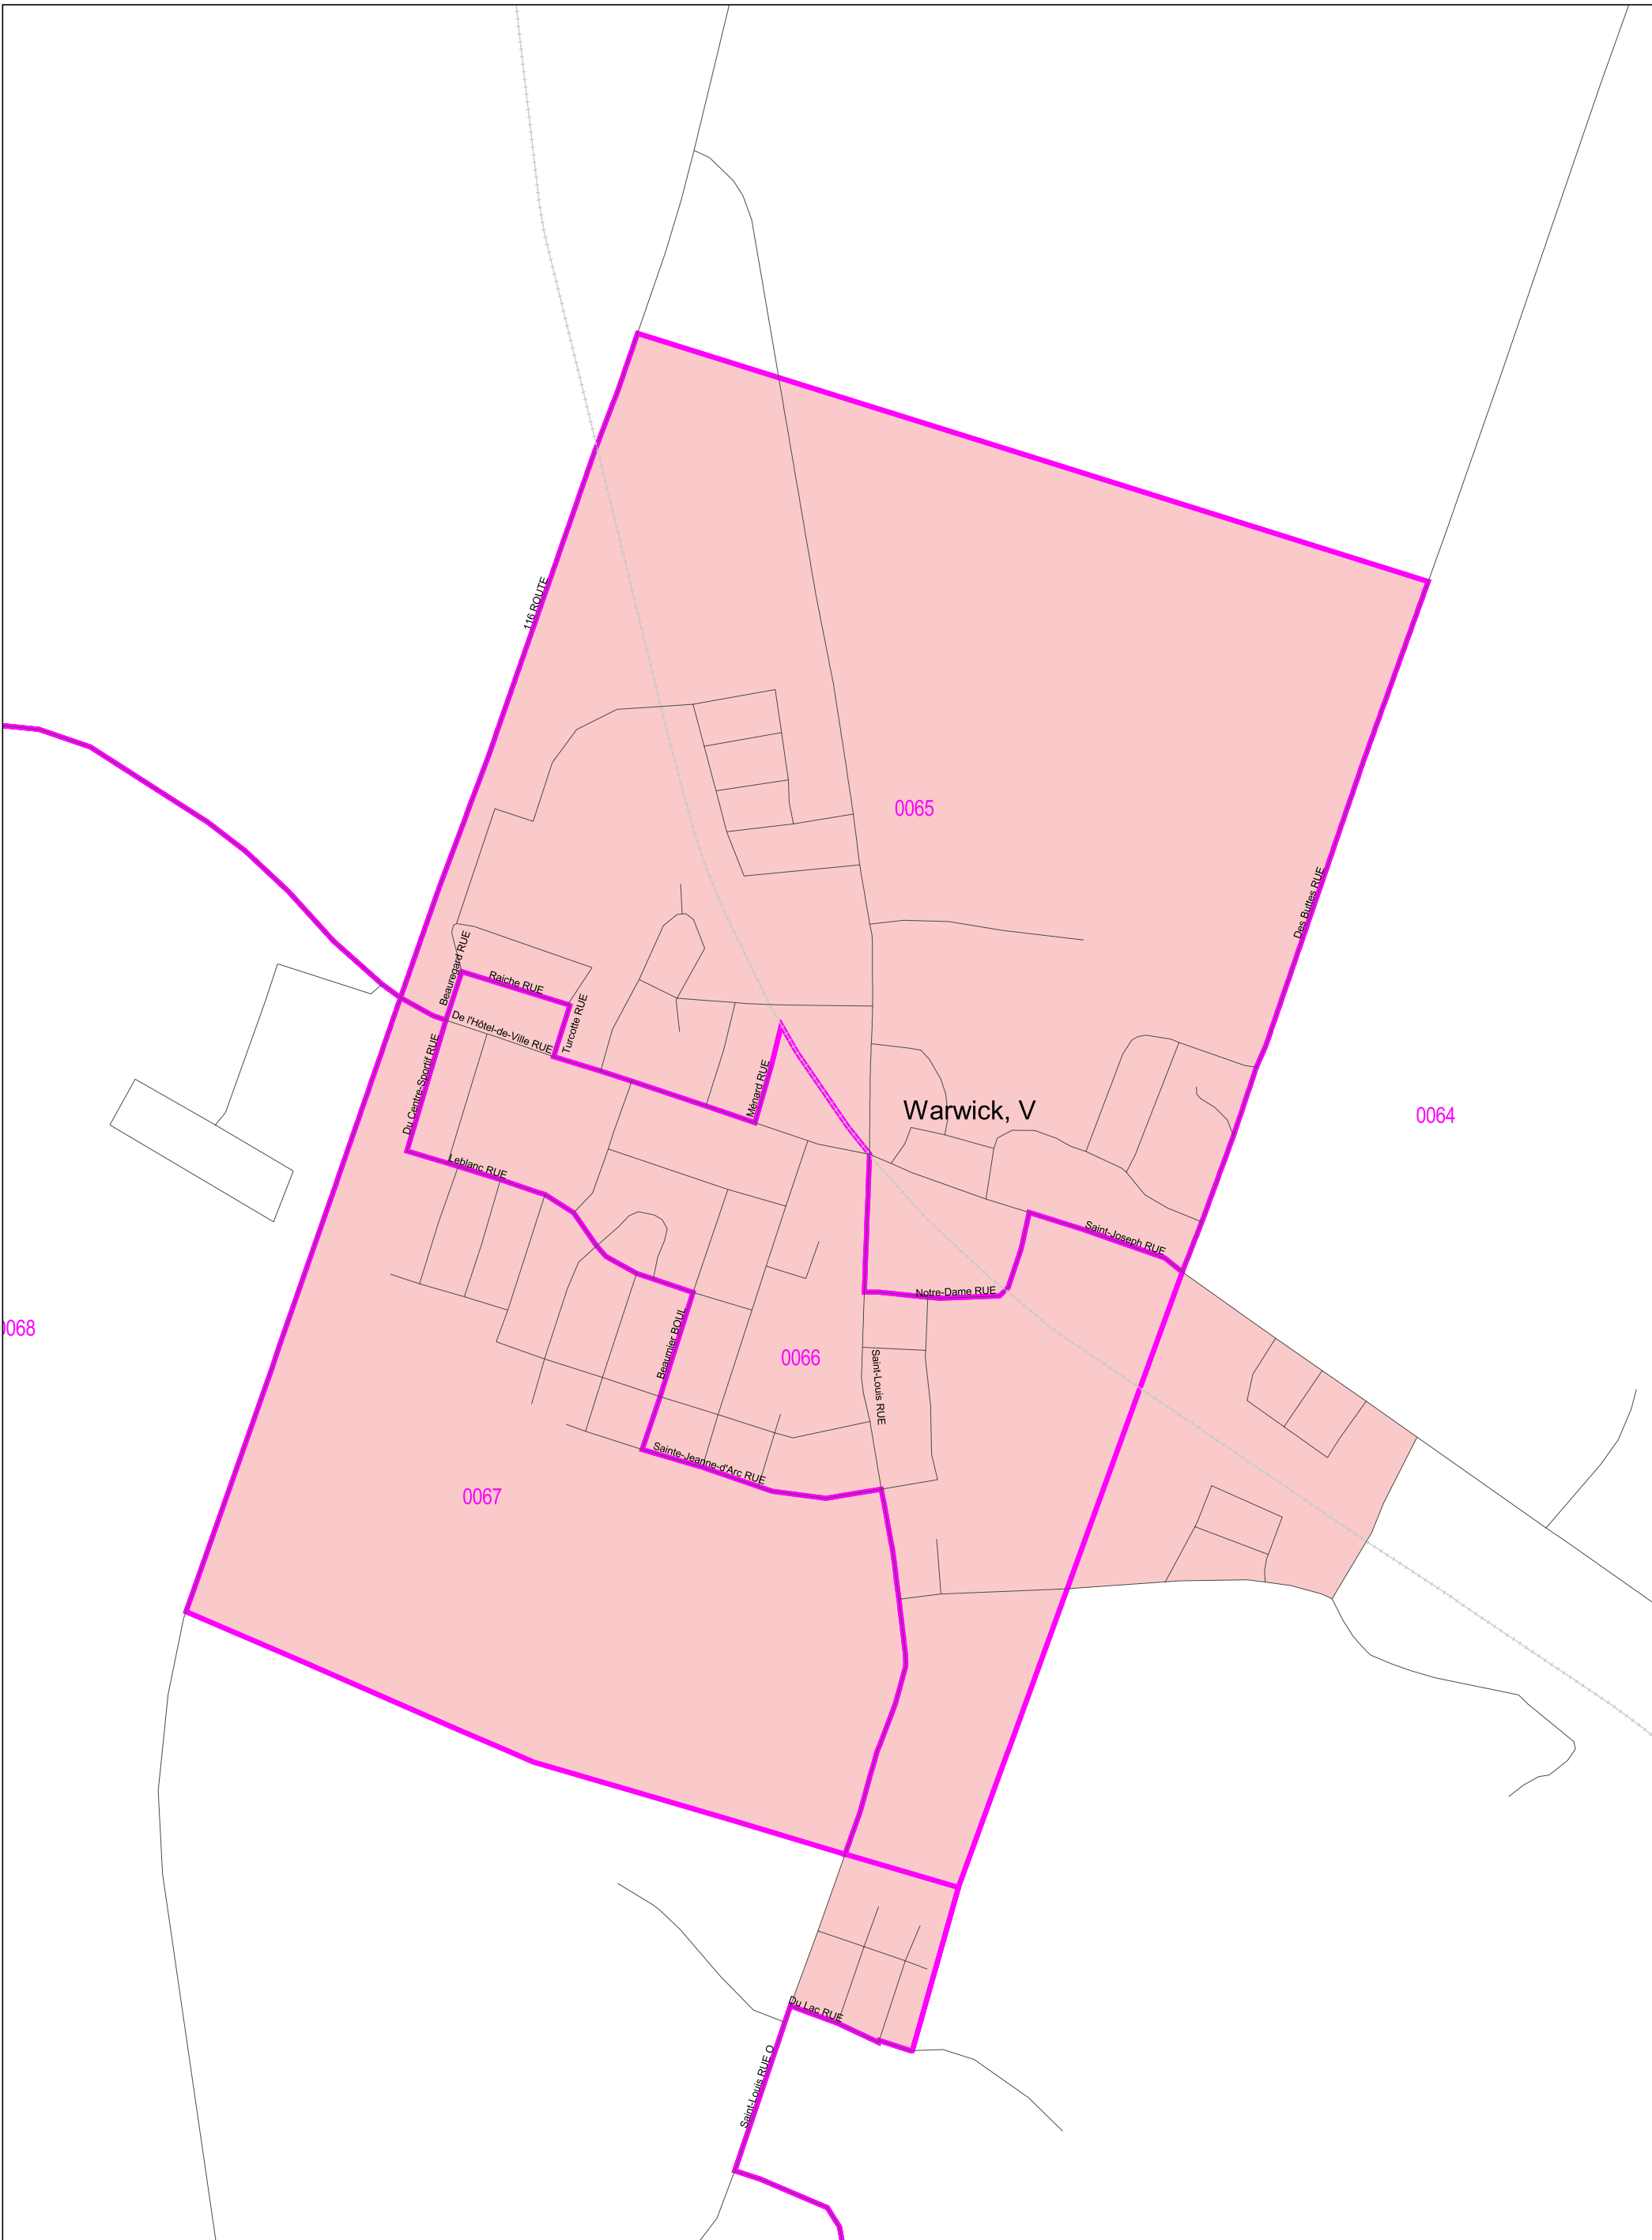 116 ROUTE
0065
Des Buttes RUE
Beauregard RUE
Raiche RUE
Turcotte RUE
De l'Hôtel-de-Ville RUE
Du Centre-Sportif RUE
Ménard RUE
Warwick, V
0064
Leblanc RUE
Saint-Joseph RUE
Notre-Dame RUE
0068
Beaumier BOUL
0066
Saint-Louis RUE
Sainte-Jeanne-d'Arc RUE
0067
Du Lac RUE
Saint-Louis RUE O